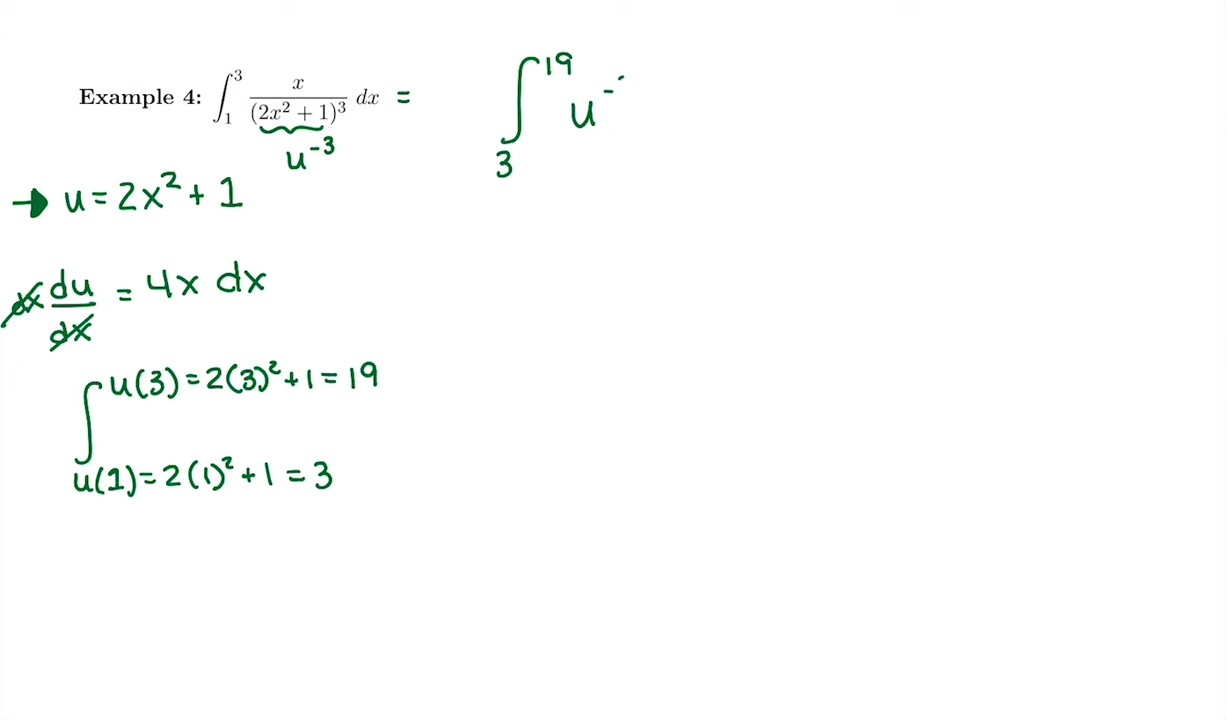 Example 4: ∫₁³ x/(2x² + 1)³ dx = ∫₃¹⁹ u⁻
u⁻³
→ u = 2x² + 1
dx du/dx = 4x dx
∫ u(3) = 2(3)² + 1 = 19
u(1) = 2(1)² + 1 = 3